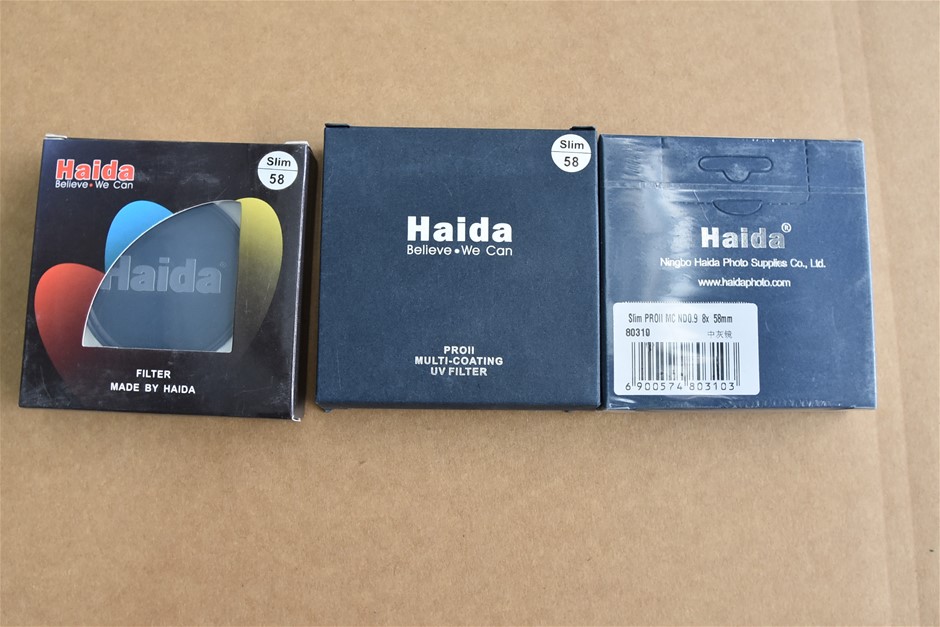 Haida
Believe•We Can
Slim
58
Haida
FILTER
MADE BY HAIDA
Slim
58
Haida
Believe•We Can
PROII
MULTI-COATING
UV FILTER
Haida®
Ningbo Haida Photo Supplies Co., Ltd.
www.haidaphoto.com
Slim PROII MC ND0.9 8x 58mm
80310 中灰镜
6 900574 803103